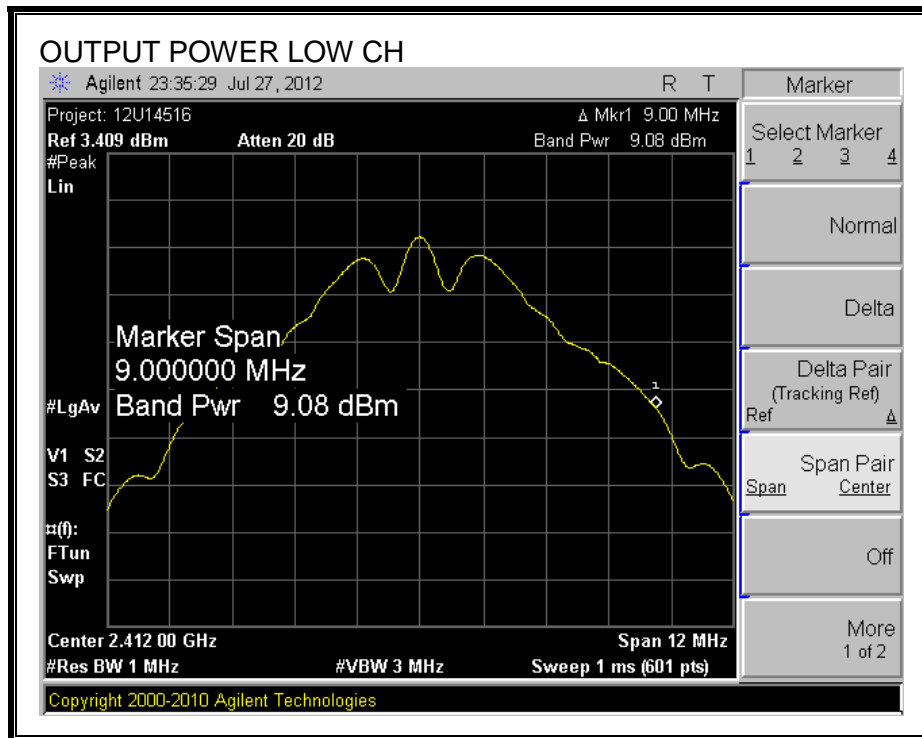 OUTPUT POWER LOW CH
Agilent 23:35:29 Jul 27, 2012 R T
Project: 12U14516 Δ Mkr1 9.00 MHz
Ref 3.409 dBm Atten 20 dB Band Pwr 9.08 dBm
#Peak
Lin
1
Marker Span
9.000000 MHz
Band Pwr 9.08 dBm
#LgAv
V1 S2
S3 FC
¤(f):
FTun
Swp
Center 2.412 00 GHz Span 12 MHz
#Res BW 1 MHz #VBW 3 MHz Sweep 1 ms (601 pts)
Copyright 2000-2010 Agilent Technologies
Marker
Select Marker
1 2 3 4
Normal
Delta
Delta Pair
(Tracking Ref)
Ref Δ
Span Pair
Span Center
Off
More
1 of 2